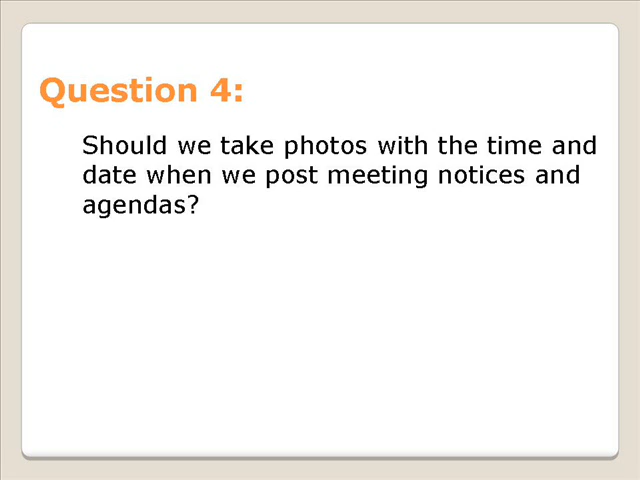 Question 4:
Should we take photos with the time and
date when we post meeting notices and
agendas?